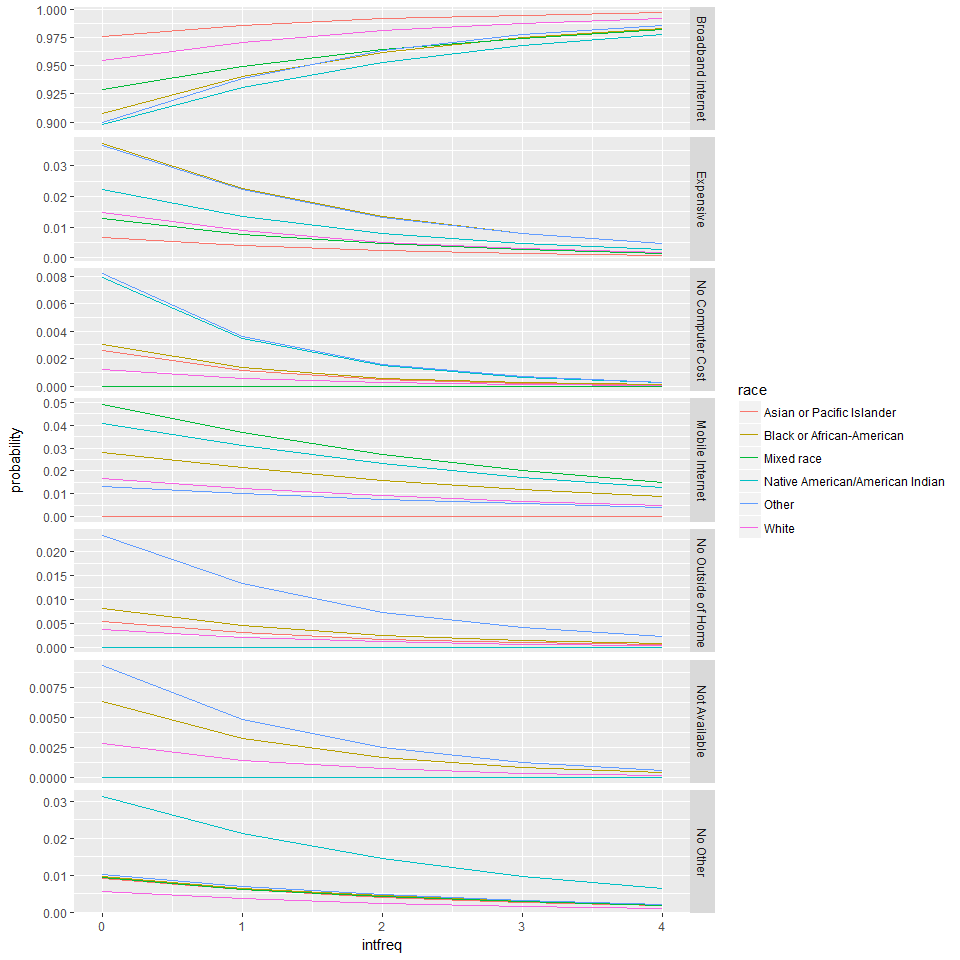 1.000
0.975
0.950
0.925
0.900
Broadband internet
0.03
0.02
0.01
0.00
Expensive
0.008
0.006
0.004
0.002
0.000
No Computer Cost
0.05
0.04
0.03
0.02
0.01
0.00
Mobile Internet
0.020
0.015
0.010
0.005
0.000
No Outside of Home
0.0075
0.0050
0.0025
0.0000
Not Available
0.03
0.02
0.01
0.00
No Other
0 1 2 3 4
intfreq
probability
race
Asian or Pacific Islander
Black or African-American
Mixed race
Native American/American Indian
Other
White